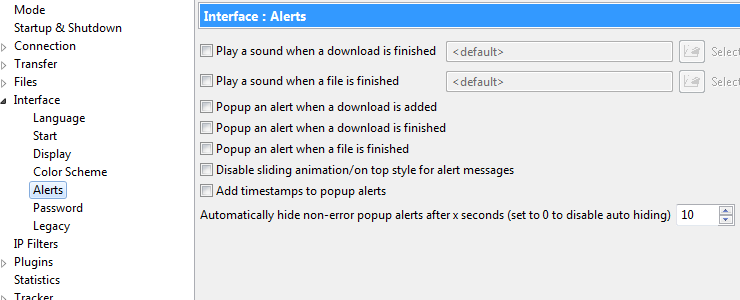 Mode
Startup & Shutdown
Connection
Transfer
Files
Interface
Language
Start
Display
Color Scheme
Alerts
Password
Legacy
IP Filters
Plugins
Statistics
Tracker
Interface : Alerts
Play a sound when a download is finished <default> Select
Play a sound when a file is finished <default> Select
Popup an alert when a download is added
Popup an alert when a download is finished
Popup an alert when a file is finished
Disable sliding animation/on top style for alert messages
Add timestamps to popup alerts
Automatically hide non-error popup alerts after x seconds (set to 0 to disable auto hiding) 10